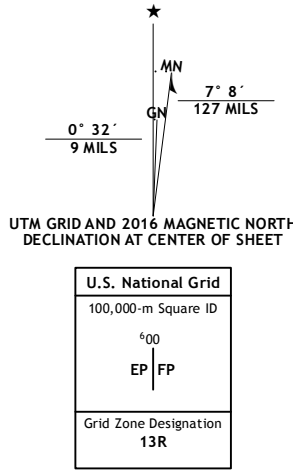 ★
MN
GN
7° 8´
127 MILS
0° 32´
9 MILS
UTM GRID AND 2016 MAGNETIC NORTH
DECLINATION AT CENTER OF SHEET
U.S. National Grid
100,000-m Square ID
⁶00
EP FP
Grid Zone Designation
13R